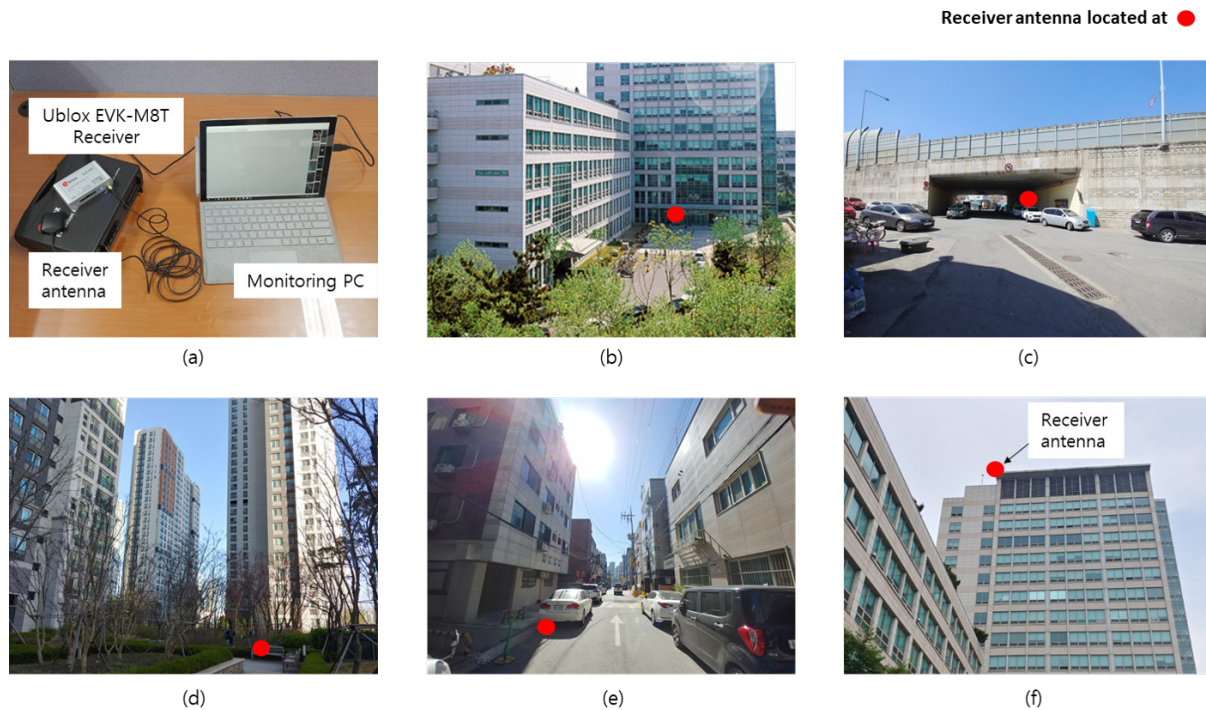 Receiver antenna located at
Ublox EVK-M8T
Receiver
Receiver
antenna
Monitoring PC
(a)
(b)
(c)
Receiver
antenna
(d)
(e)
(f)